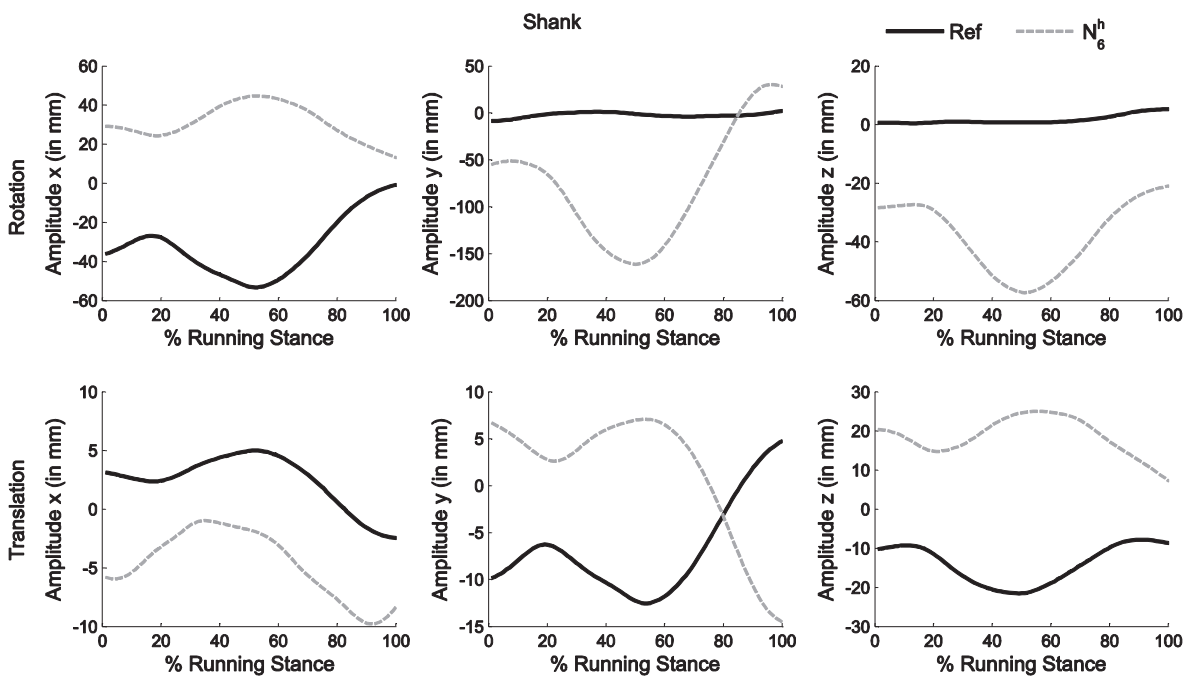 Shank
Ref
N₆ʰ
Rotation
Amplitude x (in mm)
60
40
20
0
-20
-40
-60
0 20 40 60 80 100
% Running Stance
Amplitude y (in mm)
50
0
-50
-100
-150
-200
0 20 40 60 80 100
% Running Stance
Amplitude z (in mm)
20
0
-20
-40
-60
0 20 40 60 80 100
% Running Stance
Translation
Amplitude x (in mm)
10
5
0
-5
-10
0 20 40 60 80 100
% Running Stance
Amplitude y (in mm)
10
5
0
-5
-10
-15
0 20 40 60 80 100
% Running Stance
Amplitude z (in mm)
30
20
10
0
-10
-20
-30
0 20 40 60 80 100
% Running Stance